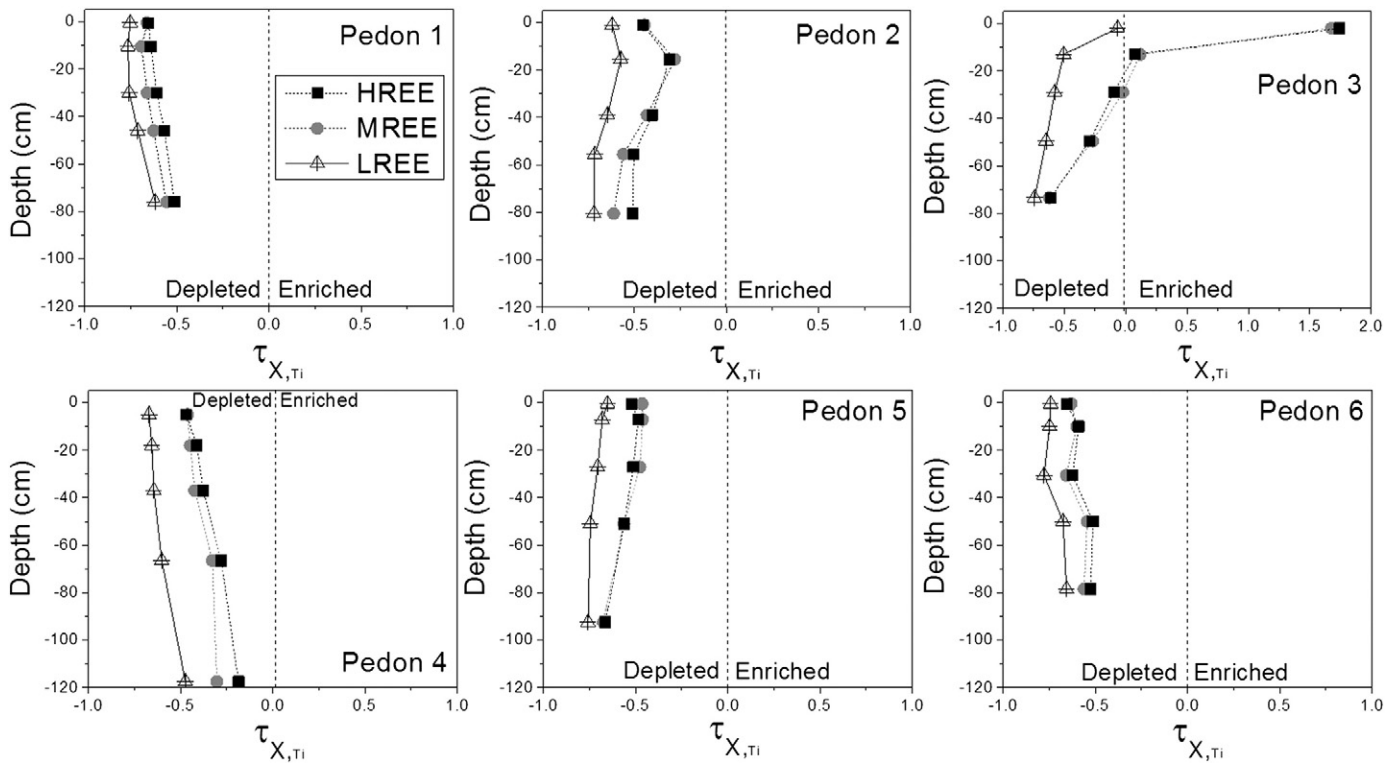 Pedon 1
HREE
MREE
LREE
Depth (cm)
0
-20
-40
-60
-80
-100
-120
Depleted Enriched
-1.0 -0.5 0.0 0.5 1.0
τX,Ti
Pedon 2
Depth (cm)
0
-20
-40
-60
-80
-100
-120
Depleted Enriched
-1.0 -0.5 0.0 0.5 1.0
τX,Ti
Pedon 3
Depth (cm)
0
-20
-40
-60
-80
-100
-120
Depleted Enriched
-1.0 -0.5 0.0 0.5 1.0 1.5 2.0
τX,Ti
Depleted Enriched
Depth (cm)
0
-20
-40
-60
-80
-100
-120
Pedon 4
-1.0 -0.5 0.0 0.5 1.0
τX,Ti
Pedon 5
Depth (cm)
0
-20
-40
-60
-80
-100
-120
Depleted Enriched
-1.0 -0.5 0.0 0.5 1.0
τX,Ti
Pedon 6
Depth (cm)
0
-20
-40
-60
-80
-100
-120
Depleted Enriched
-1.0 -0.5 0.0 0.5 1.0
τX,Ti